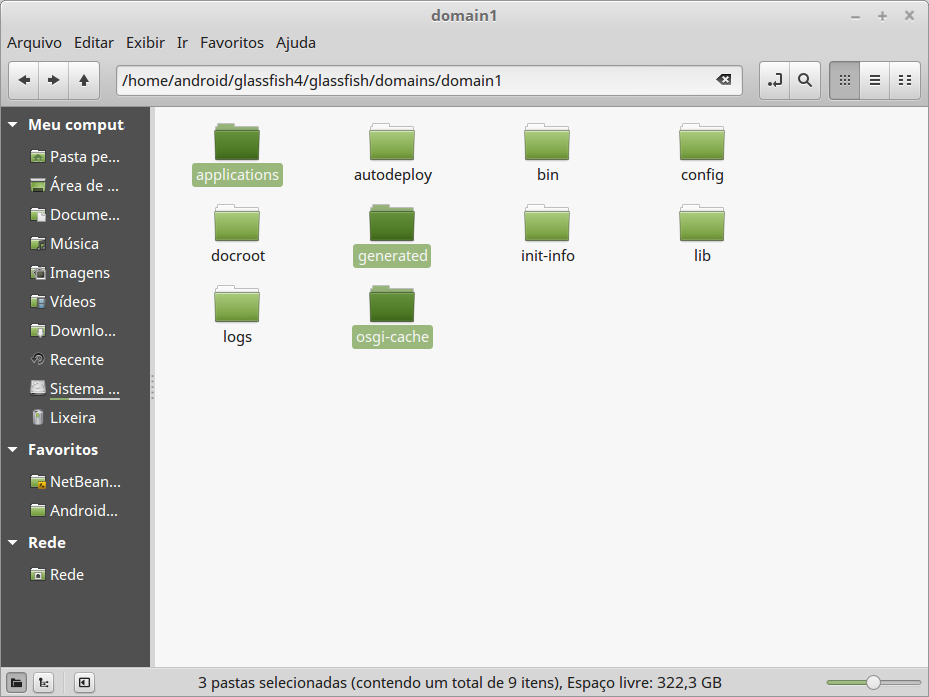 domain1
Arquivo Editar Exibir Ir Favoritos Ajuda
/home/android/glassfish4/glassfish/domains/domain1
Meu comput
Pasta pe...
Área de ...
Docume...
Música
Imagens
Vídeos
Downlo...
Recente
Sistema ...
Lixeira
Favoritos
NetBean...
Android...
Rede
Rede
applications autodeploy bin config
docroot generated init-info lib
logs osgi-cache
3 pastas selecionadas (contendo um total de 9 itens), Espaço livre: 322,3 GB